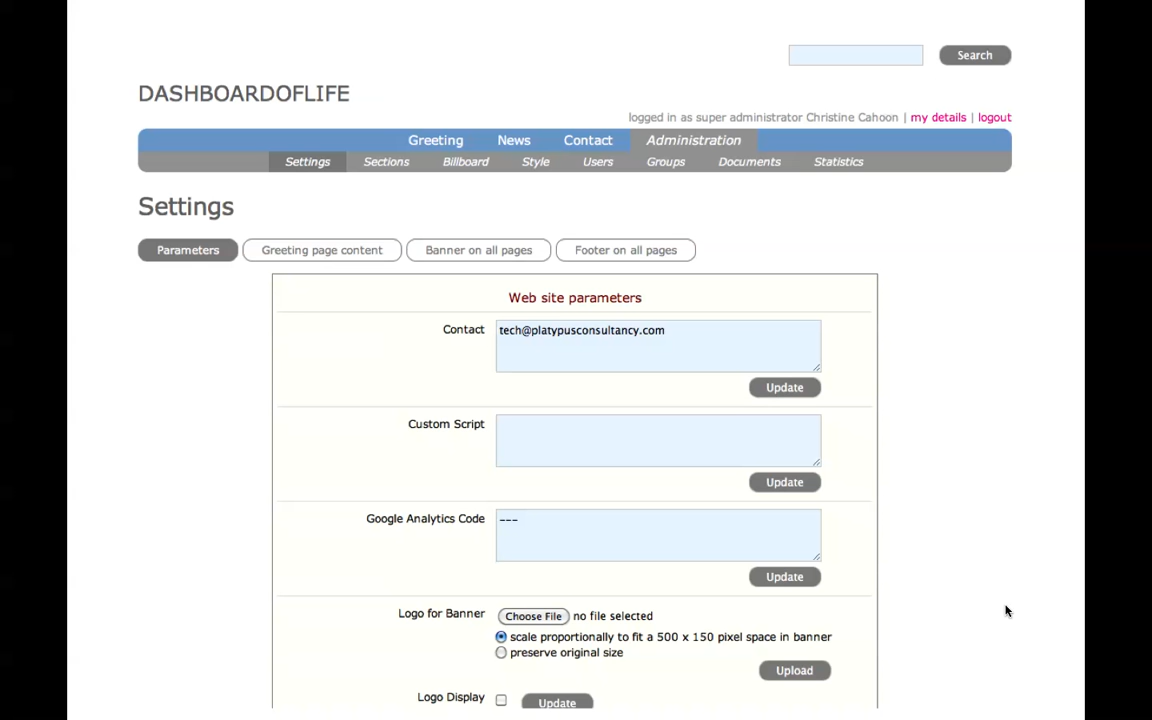 Search
DASHBOARDOFLIFE
logged in as super administrator Christine Cahoon | my details | logout
Greeting News Contact Administration
Settings Sections Billboard Style Users Groups Documents Statistics
Settings
Parameters Greeting page content Banner on all pages Footer on all pages
Web site parameters
Contact tech@platypusconsultancy.com
Update
Custom Script
Update
Google Analytics Code ---
Update
Logo for Banner Choose File no file selected
scale proportionally to fit a 500 x 150 pixel space in banner
preserve original size
Upload
Logo Display Update